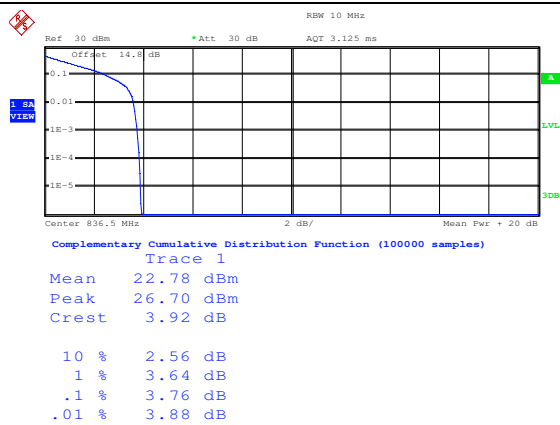 RBW 10 MHz
Ref 30 dBm * Att 30 dB AQT 3.125 ms
Offset 14.8 dB
0.1
A
0.01
1 SA
VIEW
1E-3
LVL
1E-4
1E-5
3DB
Center 836.5 MHz 2 dB/ Mean Pwr + 20 dB
Complementary Cumulative Distribution Function (100000 samples)
Trace 1
Mean 22.78 dBm
Peak 26.70 dBm
Crest 3.92 dB
10 % 2.56 dB
1 % 3.64 dB
.1 % 3.76 dB
.01 % 3.88 dB